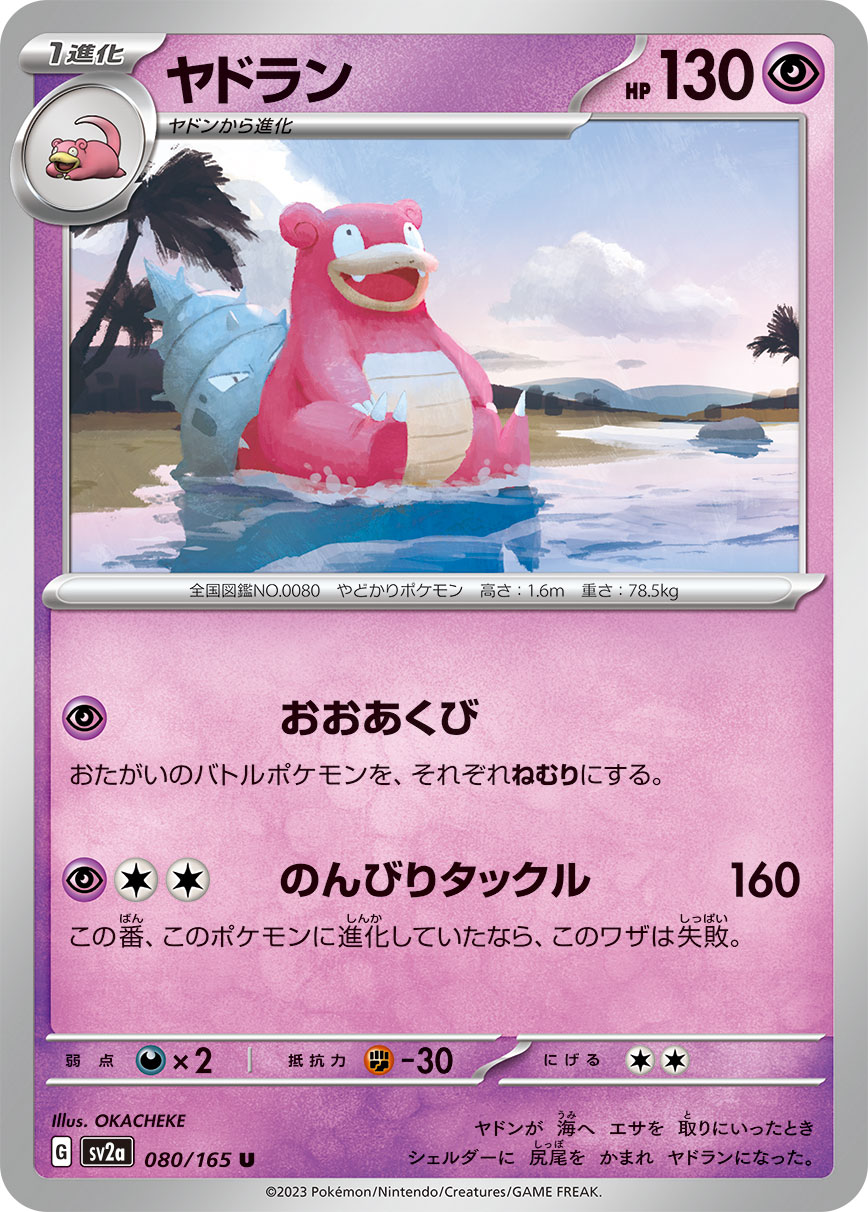 1進化
ヤドラン
HP 130
ヤドンから進化
全国図鑑NO.0080 やどかりポケモン 高さ:1.6m 重さ:78.5kg
おおあくび
おたがいのバトルポケモンを、それぞれねむりにする。
のんびりタックル 160
この番、このポケモンに進化していたなら、このワザは失敗。
弱点 ×2 抵抗力 -30 にげる
Illus. OKACHEKE
ヤドンが 海へ エサを 取りにいったとき
シェルダーに 尻尾を かまれ ヤドランになった。
G sv2a 080/165 U
©2023 Pokémon/Nintendo/Creatures/GAME FREAK.